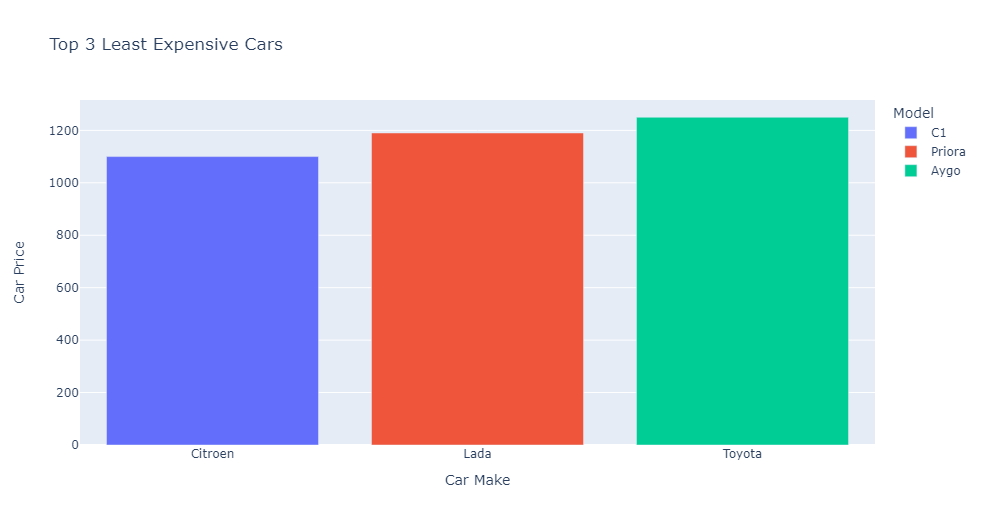 Top 3 Least Expensive Cars
Model
C1
Priora
Aygo
1200
1000
800
600
400
200
0
Car Price
Citroen
Lada
Toyota
Car Make